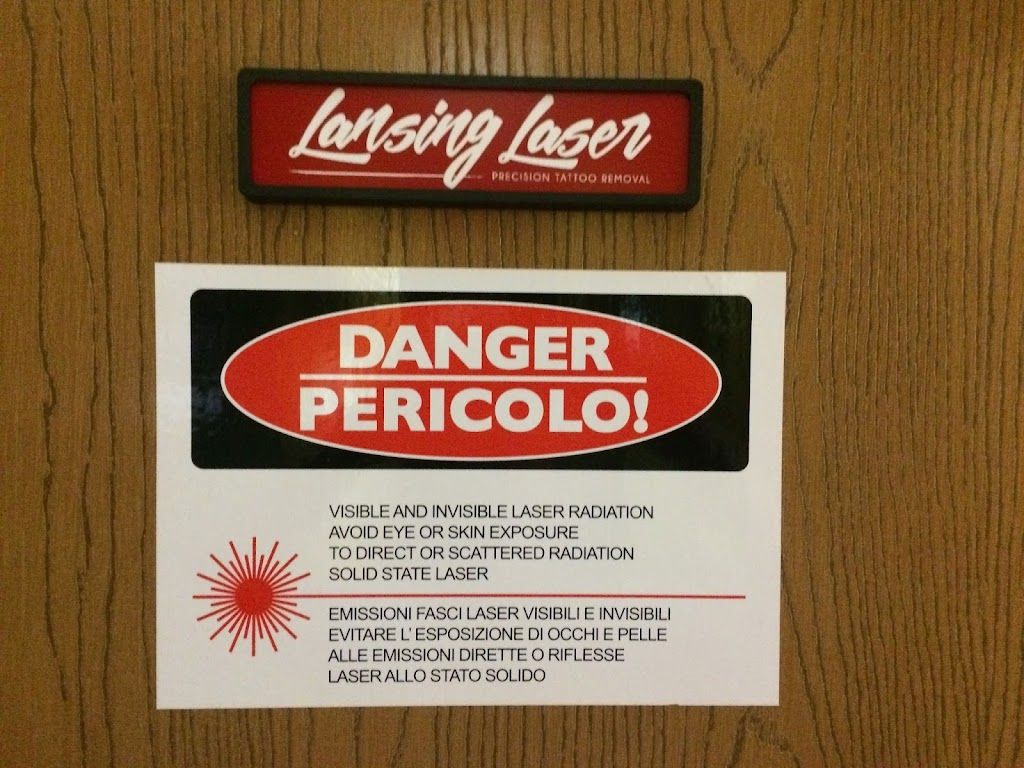 Lansing Laser
PRECISION TATTOO REMOVAL
DANGER
PERICOLO!
VISIBLE AND INVISIBLE LASER RADIATION
AVOID EYE OR SKIN EXPOSURE
TO DIRECT OR SCATTERED RADIATION
SOLID STATE LASER
EMISSIONI FASCI LASER VISIBILI E INVISIBILI
EVITARE L' ESPOSIZIONE DI OCCHI E PELLE
ALLE EMISSIONI DIRETTE O RIFLESSE
LASER ALLO STATO SOLIDO